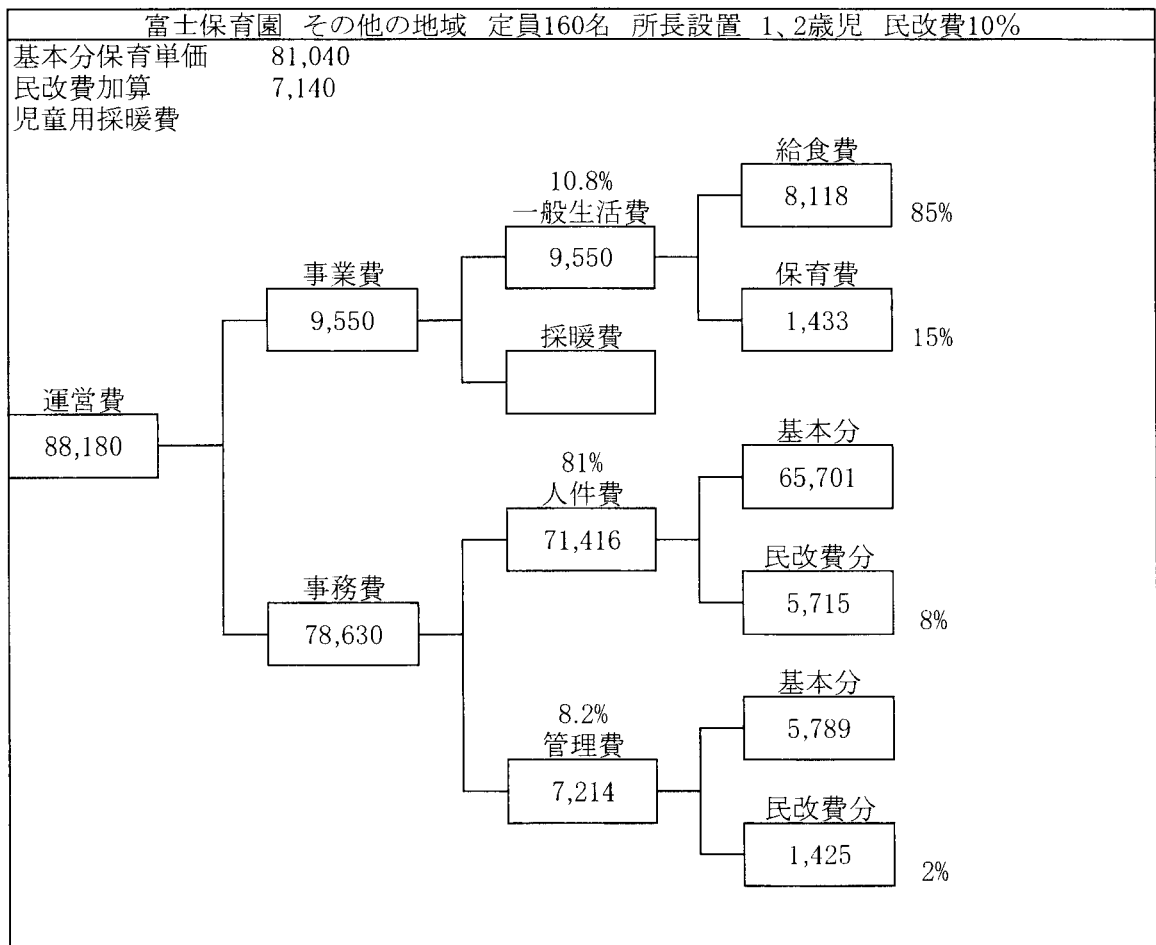 富士保育園 その他の地域 定員160名 所長設置 1、2歳児 民改費10%
基本分保育単価 81,040
民改費加算 7,140
児童用採暖費
給食費
8,118 85%
10.8%
一般生活費
9,550
保育費
1,433 15%
事業費
9,550
採暖費
運営費
88,180
基本分
65,701
81%
人件費
71,416
民改費分
5,715 8%
事務費
78,630
基本分
5,789
8.2%
管理費
7,214
民改費分
1,425 2%